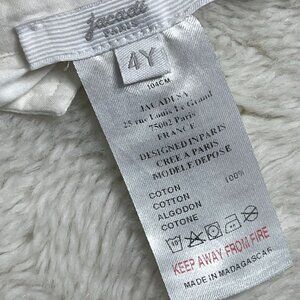 Jacadi
PARIS
4Y
104CM
JACADI SA
25 rue Louis Le Grand
75002 Paris
FRANCE
DESIGNED IN PARIS
CREE A PARIS
MODELE DEPOSE
COTON 100%
COTTON
ALGODON
COTONE
KEEP AWAY FROM FIRE
MADE IN MADAGASCAR